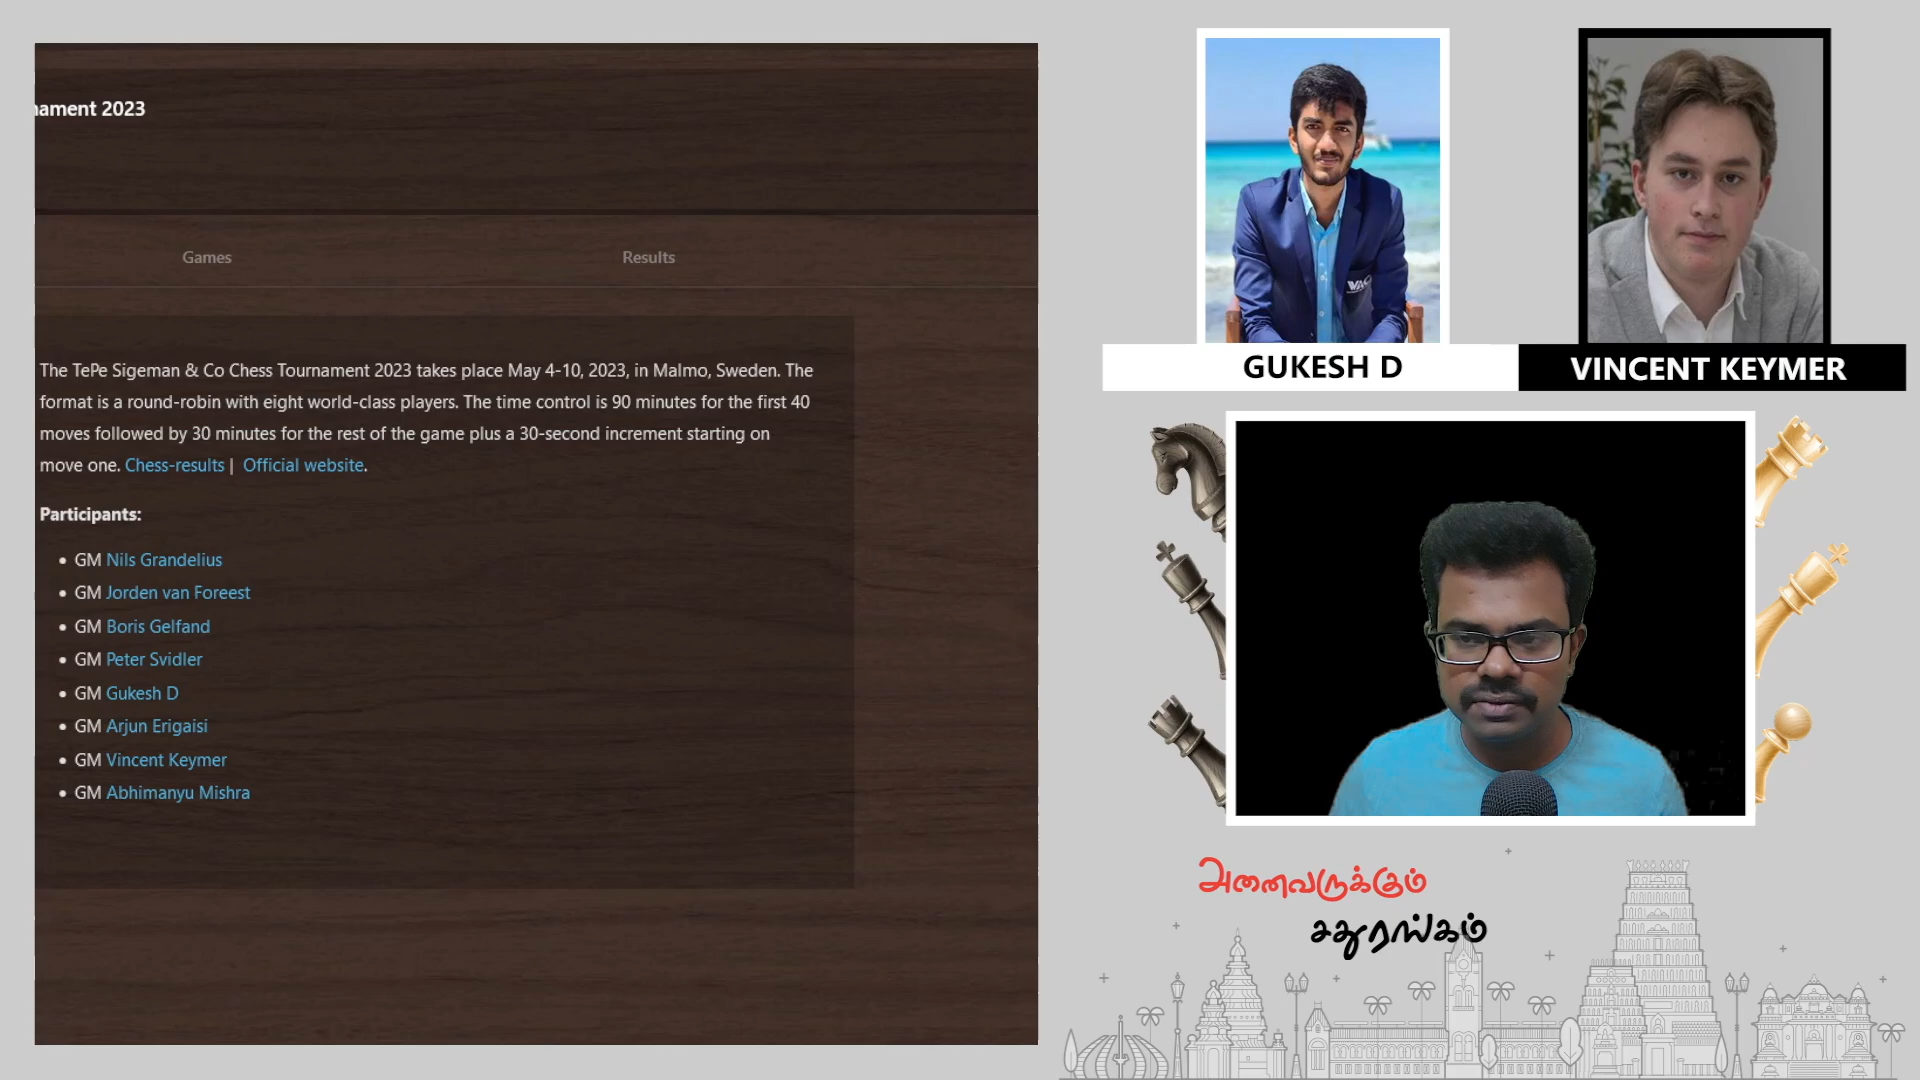 nament 2023
Games
Results
The TePe Sigeman & Co Chess Tournament 2023 takes place May 4-10, 2023, in Malmo, Sweden. The
format is a round-robin with eight world-class players. The time control is 90 minutes for the first 40
moves followed by 30 minutes for the rest of the game plus a 30-second increment starting on
move one. Chess-results | Official website.
Participants:
• GM Nils Grandelius
• GM Jorden van Foreest
• GM Boris Gelfand
• GM Peter Svidler
• GM Gukesh D
• GM Arjun Erigaisi
• GM Vincent Keymer
• GM Abhimanyu Mishra
GUKESH D
VINCENT KEYMER
அனைவருக்கும்
சதுரங்கம்